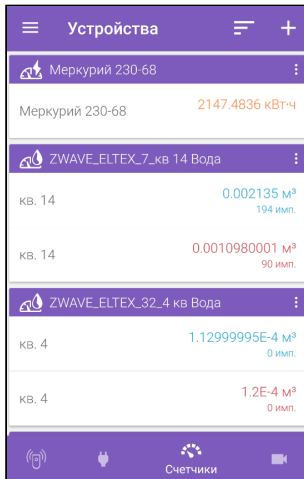 Устройства
Меркурий 230-68
Меркурий 230-68
2147.4836 кВт·ч
ZWAVE_ELTEX_7_кв 14 Вода
кв. 14
0.002135 м³
194 имп.
кв. 14
0.0010980001 м³
90 имп.
ZWAVE_ELTEX_32_4 кв Вода
кв. 4
1.12999995E-4 м³
0 имп.
кв. 4
1.2E-4 м³
0 имп.
Счетчики